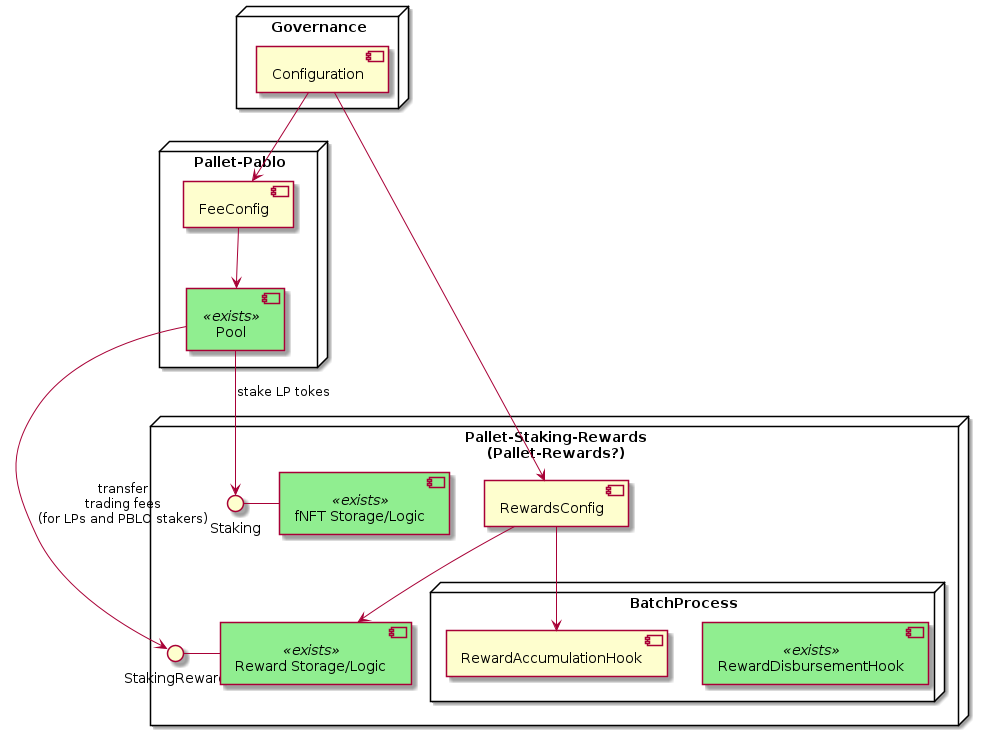 Governance
Configuration
Pallet-Pablo
FeeConfig
«exists»
Pool
stake LP tokes
Pallet-Staking-Rewards
(Pallet-Rewards?)
transfer
trading fees
(for LPs and PBLO stakers)
Staking
«exists»
fNFT Storage/Logic
RewardsConfig
BatchProcess
StakingRewar
«exists»
Reward Storage/Logic
RewardAccumulationHook
«exists»
RewardDisbursementHook